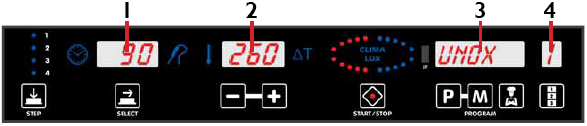 1 2 3 4
1
2
3
4
90
260
ΔT
CLIMA
LUX
UNOX
1
P M
STEP
SELECT
START/STOP
PROGRAM